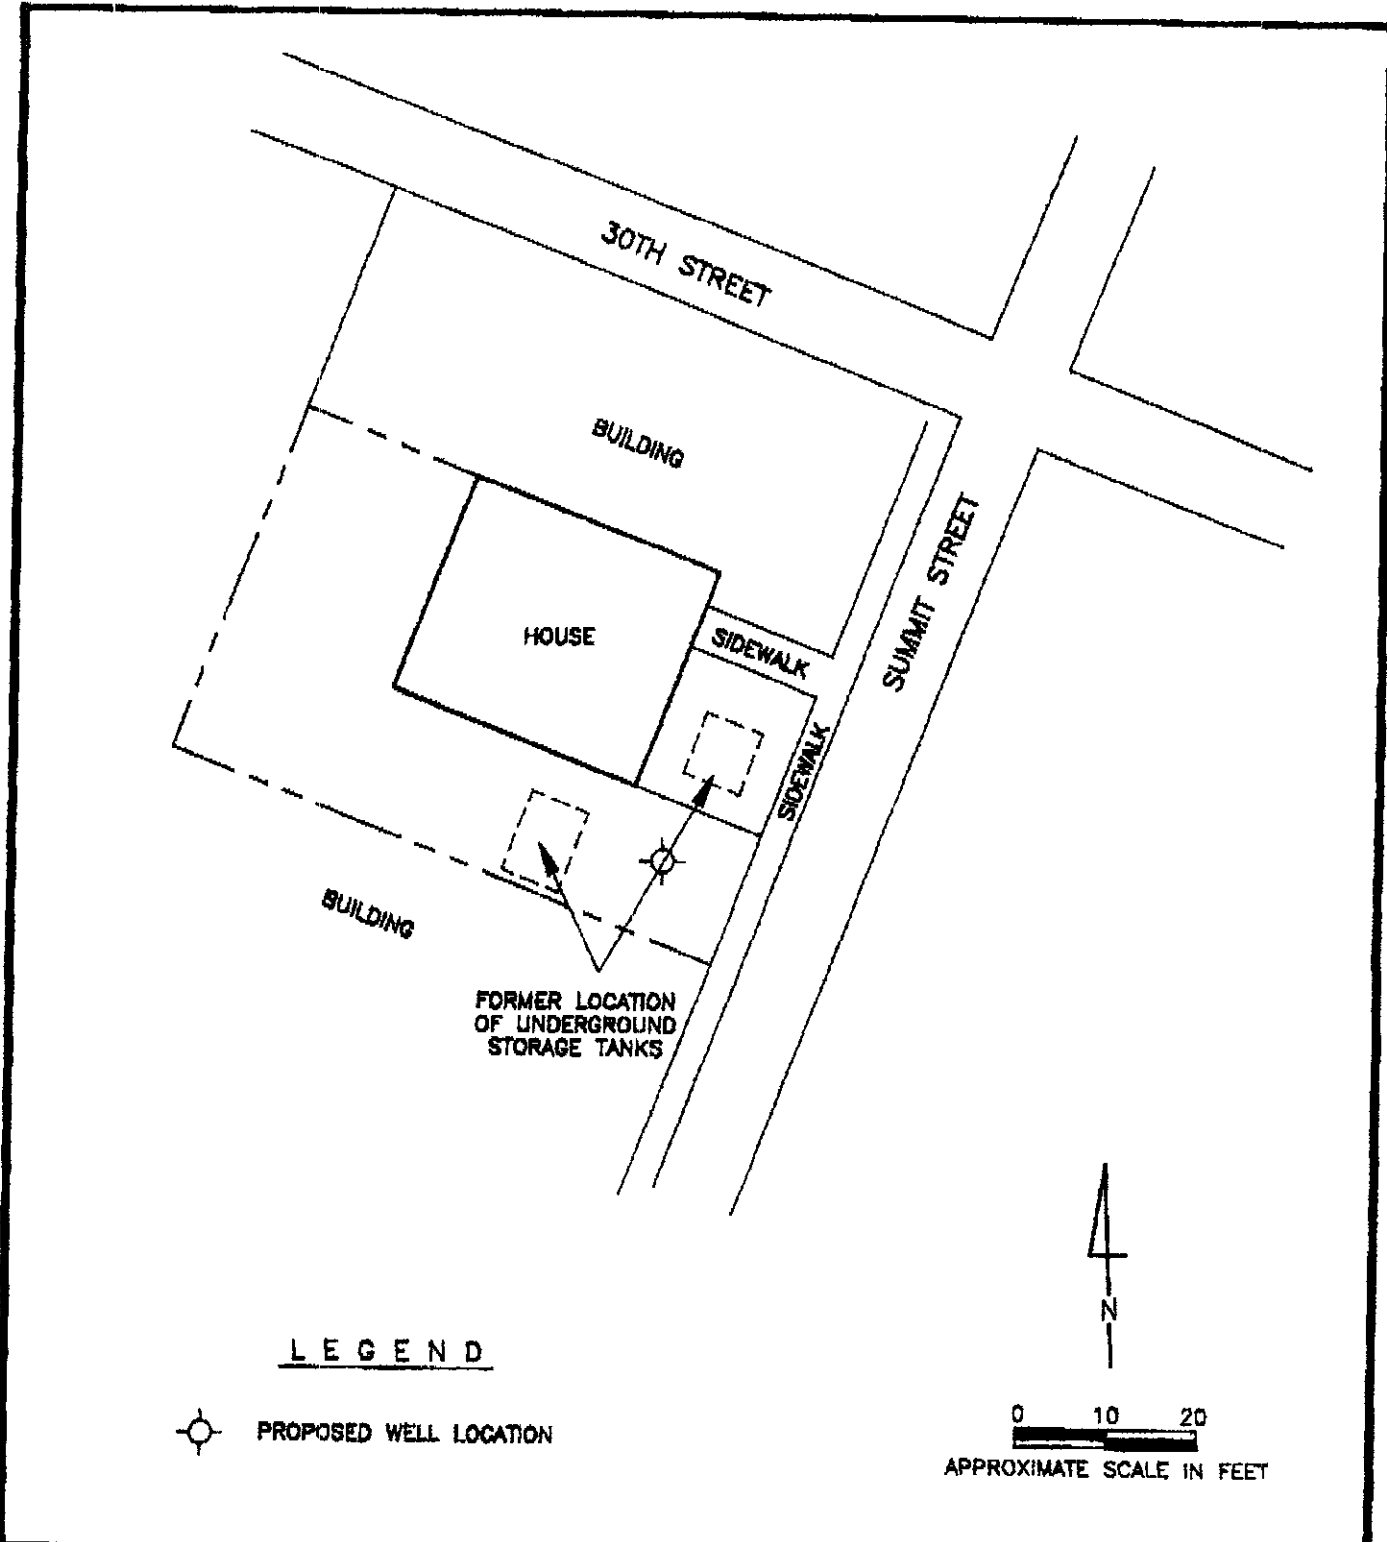 30TH STREET
BUILDING
SUMMIT STREET
HOUSE
SIDEWALK
SIDEWALK
BUILDING
FORMER LOCATION
OF UNDERGROUND
STORAGE TANKS
N
LEGEND
PROPOSED WELL LOCATION
0 10 20
APPROXIMATE SCALE IN FEET